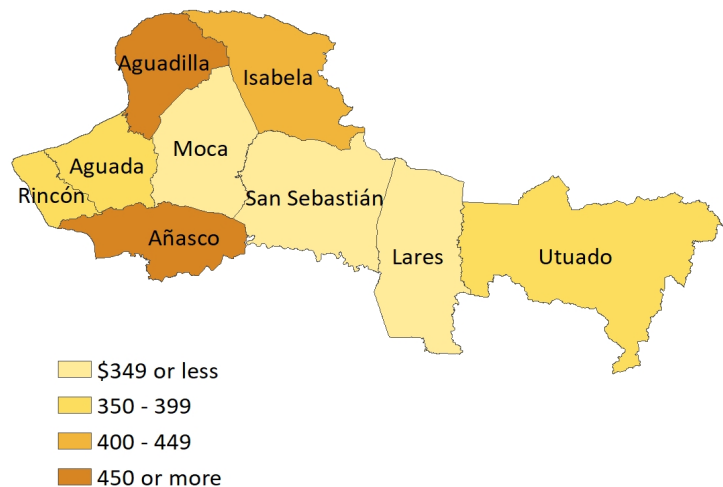 Aguadilla
Isabela
Moca
Aguada
Rincón
San Sebastián
Añasco
Lares
Utuado
$349 or less
350 - 399
400 - 449
450 or more